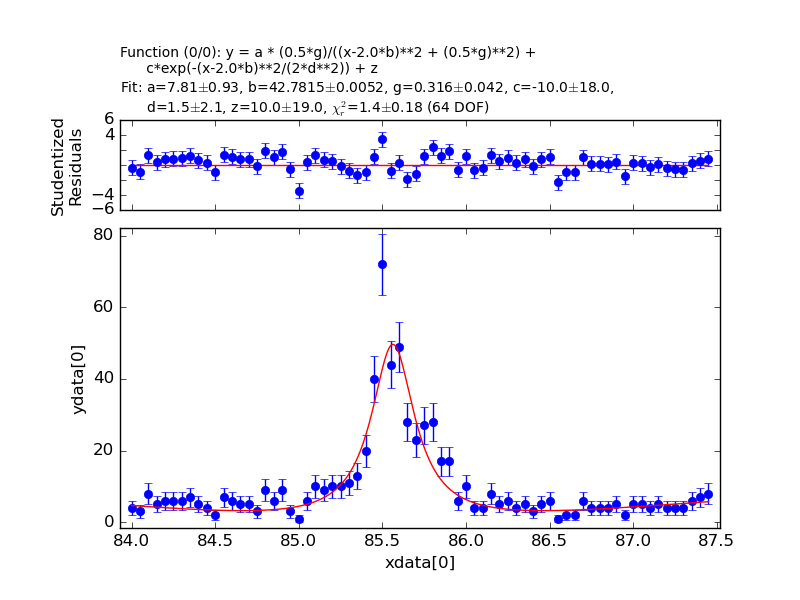 Function (0/0): y = a * (0.5*g)/((x-2.0*b)**2 + (0.5*g)**2) +
c*exp(-(x-2.0*b)**2/(2*d**2)) + z
Fit: a=7.81±0.93, b=42.7815±0.0052, g=0.316±0.042, c=-10.0±18.0,
d=1.5±2.1, z=10.0±19.0, χ²ᵣ=1.4±0.18 (64 DOF)
6
4
−4
−6
Studentized
Residuals
80
60
40
20
0
ydata[0]
84.0 84.5 85.0 85.5 86.0 86.5 87.0 87.5
xdata[0]